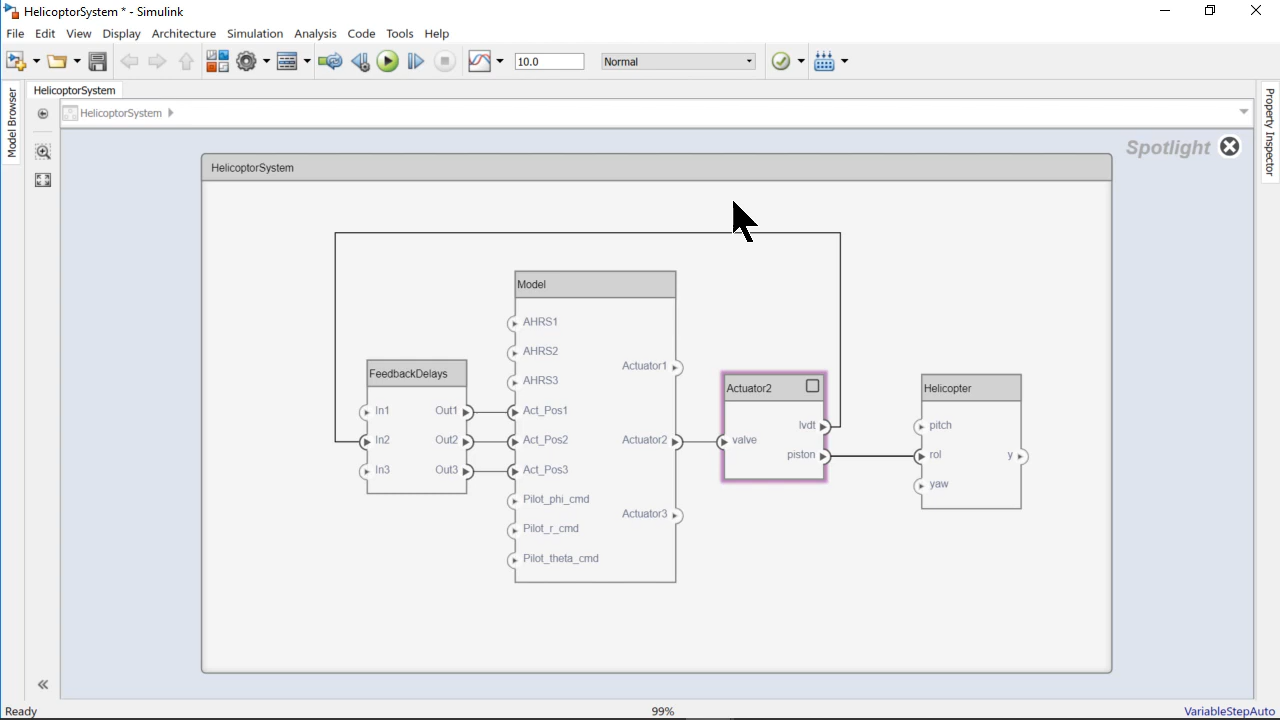 HelicoptorSystem * - Simulink
File Edit View Display Architecture Simulation Analysis Code Tools Help
10.0 Normal
HelicoptorSystem
Model Browser
HelicoptorSystem
Property Inspector
Spotlight
HelicoptorSystem
Model
AHRS1
AHRS2
AHRS3
Act_Pos1
Act_Pos2
Act_Pos3
Pilot_phi_cmd
Pilot_r_cmd
Pilot_theta_cmd
Actuator1
Actuator2
Actuator3
FeedbackDelays
In1 Out1
In2 Out2
In3 Out3
Actuator2
lvdt
valve
piston
Helicopter
pitch
rol y
yaw
Ready 99% VariableStepAuto